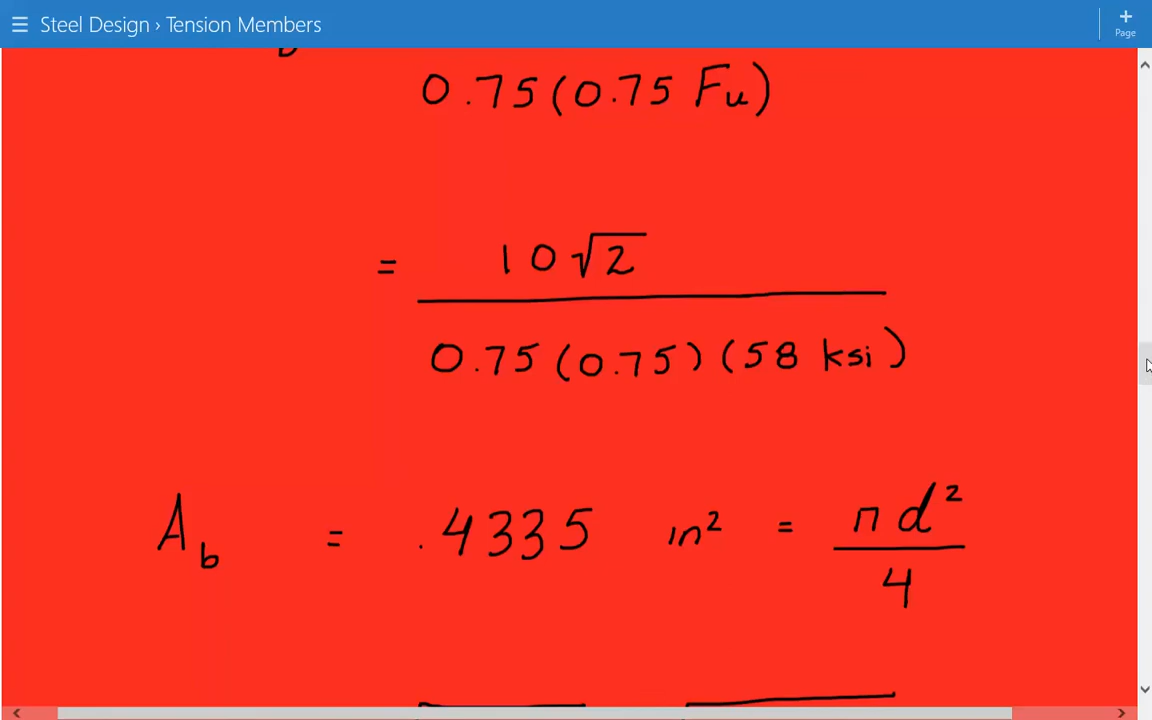 Steel Design › Tension Members
Page
0.75(0.75 Fu)
= 10√2
0.75(0.75)(58 ksi)
Ab = .4335 in² = πd²
4